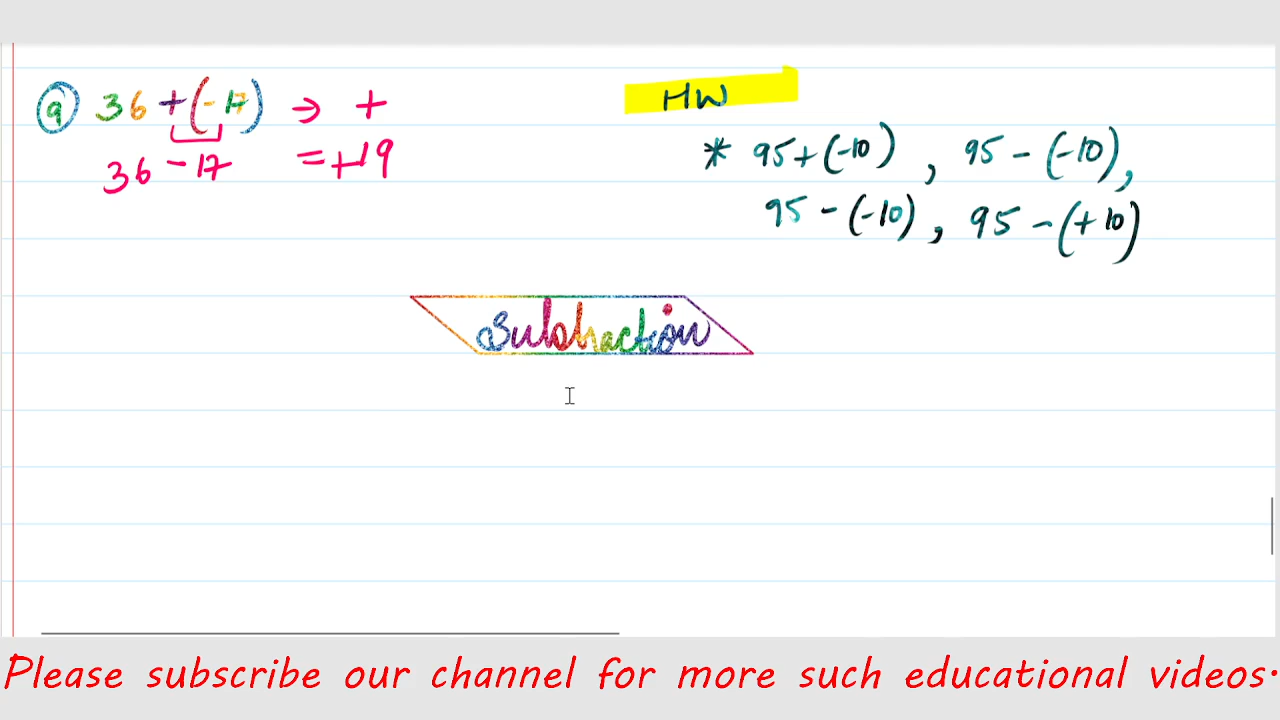 9 36 + (-17) → +
36 - 17 = +19
HW
* 95 + (-10) , 95 - (-10),
95 - (-10) , 95 - (+10)
Subtraction
Please subscribe our channel for more such educational videos.